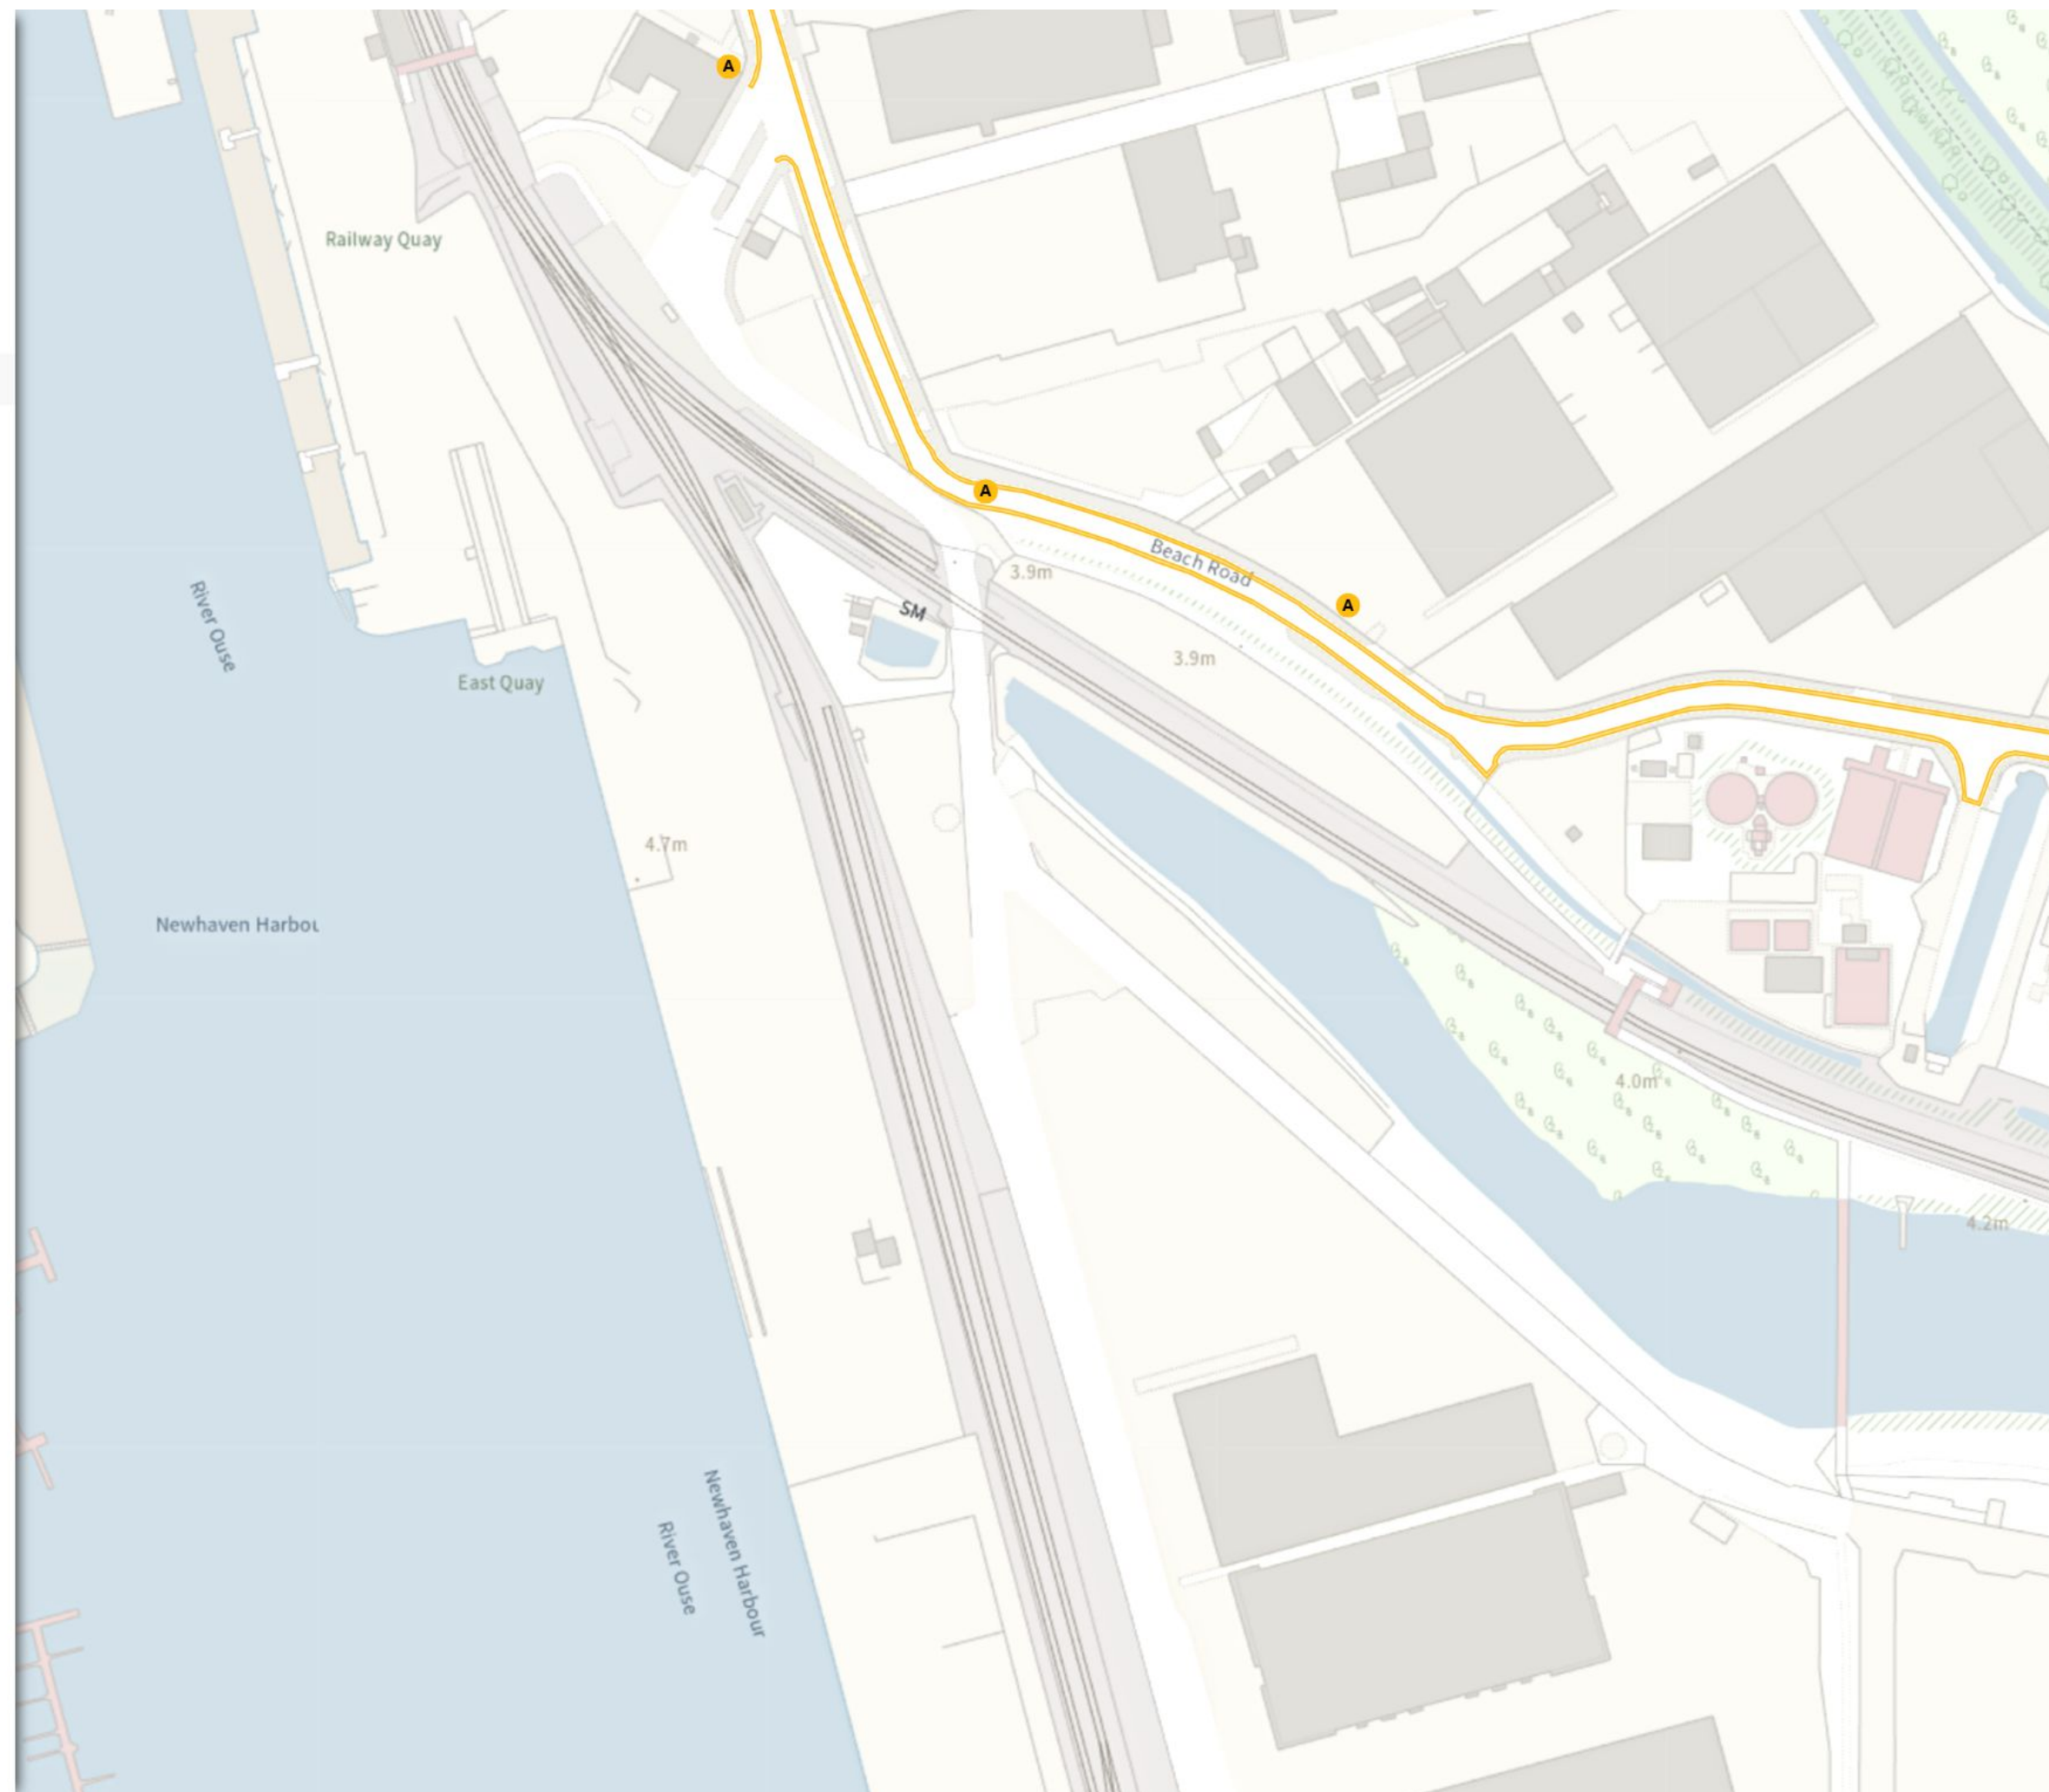 A
Railway Quay
A
Beach Road
3.9m
River Ouse
SM
A
3.9m
East Quay
4.7m
Newhaven Harbou
4.0m
4.2m
Newhaven Harbour
River Ouse